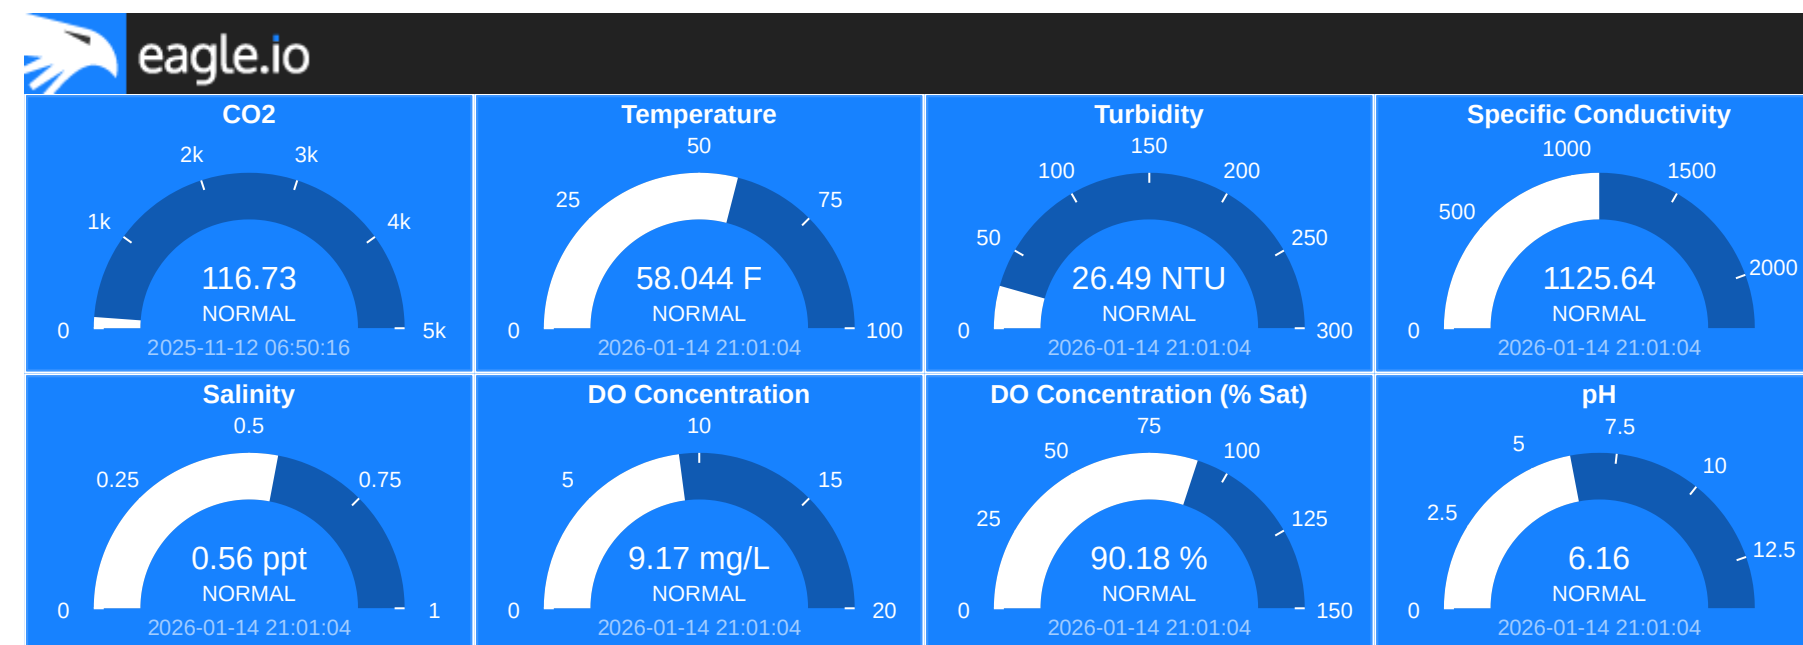 eagle.io
CO2
0
1k
2k
3k
4k
5k
116.73
NORMAL
2025-11-12 06:50:16
Temperature
0
25
50
75
100
58.044 F
NORMAL
2026-01-14 21:01:04
Turbidity
0
50
100
150
200
250
300
26.49 NTU
NORMAL
2026-01-14 21:01:04
Specific Conductivity
0
500
1000
1500
2000
1125.64
NORMAL
2026-01-14 21:01:04
Salinity
0
0.25
0.5
0.75
1
0.56 ppt
NORMAL
2026-01-14 21:01:04
DO Concentration
0
5
10
15
20
9.17 mg/L
NORMAL
2026-01-14 21:01:04
DO Concentration (% Sat)
0
25
50
75
100
125
150
90.18 %
NORMAL
2026-01-14 21:01:04
pH
0
2.5
5
7.5
10
12.5
6.16
NORMAL
2026-01-14 21:01:04